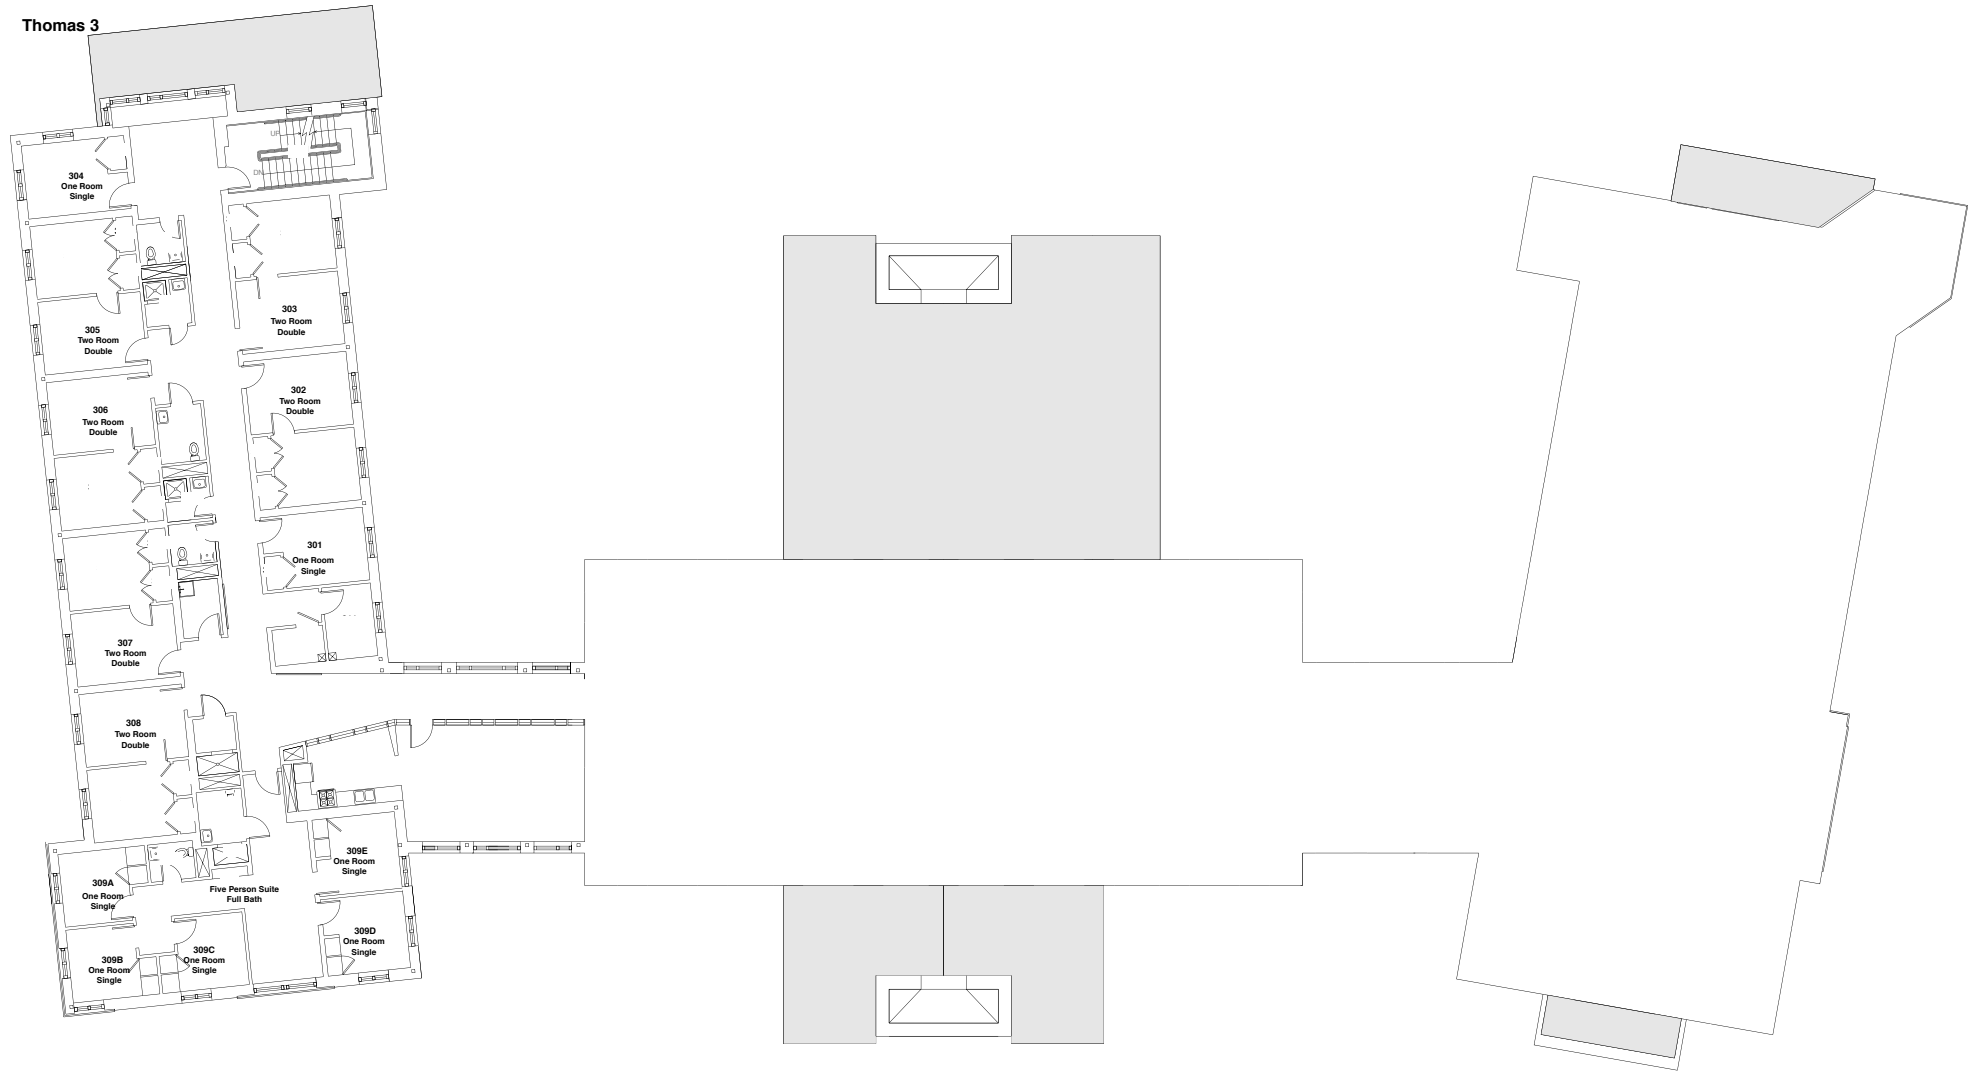 Thomas 3
UP
DN
304
One Room
Single
303
Two Room
Double
305
Two Room
Double
302
Two Room
Double
306
Two Room
Double
301
One Room
Single
307
Two Room
Double
308
Two Room
Double
309E
One Room
Single
309A
One Room
Single
Five Person Suite
Full Bath
309D
One Room
Single
309C
One Room
Single
309B
One Room
Single